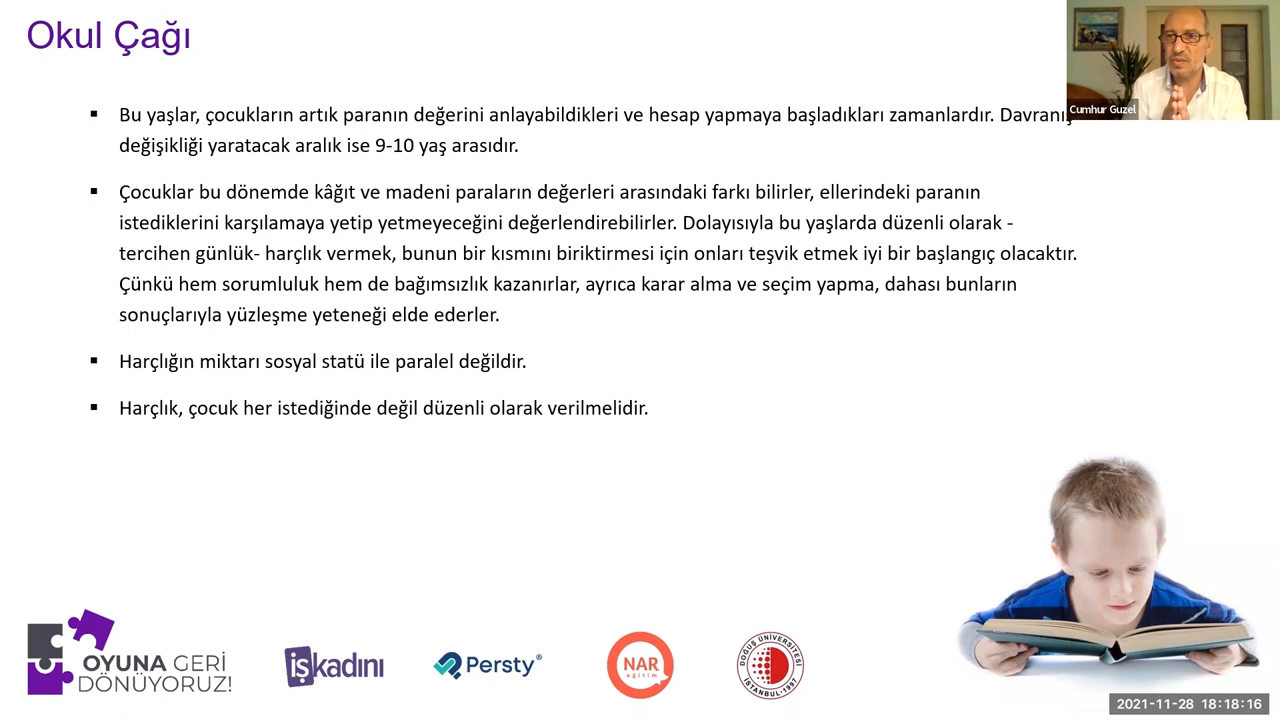 Okul Çağı
Cumhur Guzel
▪ Bu yaşlar, çocukların artık paranın değerini anlayabildikleri ve hesap yapmaya başladıkları zamanlardır. Davranış
değişikliği yaratacak aralık ise 9-10 yaş arasıdır.
▪ Çocuklar bu dönemde kâğıt ve madeni paraların değerleri arasındaki farkı bilirler, ellerindeki paranın
istediklerini karşılamaya yetip yetmeyeceğini değerlendirebilirler. Dolayısıyla bu yaşlarda düzenli olarak -
tercihen günlük- harçlık vermek, bunun bir kısmını biriktirmesi için onları teşvik etmek iyi bir başlangıç olacaktır.
Çünkü hem sorumluluk hem de bağımsızlık kazanırlar, ayrıca karar alma ve seçim yapma, dahası bunların
sonuçlarıyla yüzleşme yeteneği elde ederler.
▪ Harçlığın miktarı sosyal statü ile paralel değildir.
▪ Harçlık, çocuk her istediğinde değil düzenli olarak verilmelidir.
OYUNA GERİ
DÖNÜYORUZ!
işkadını
Persty®
NAR
eğitim
DOĞUŞ ÜNİVERSİTESİ
İSTANBUL·1997
2021-11-28 18:18:16